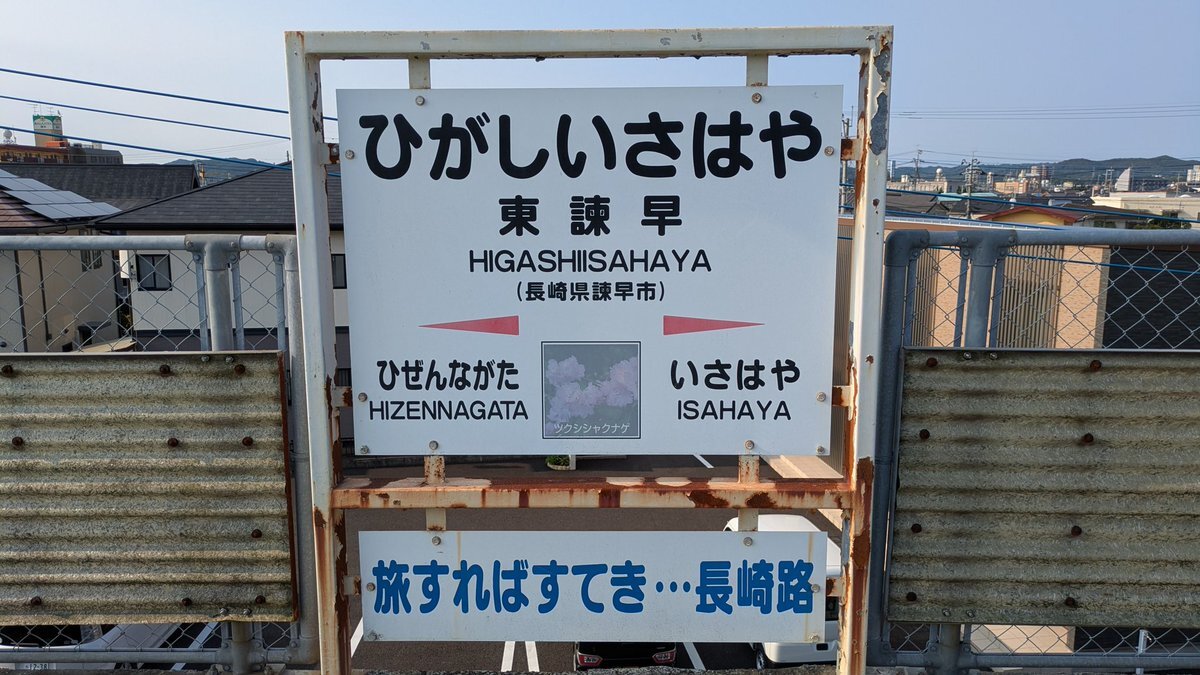 ひがしいさはや
東諫早
HIGASHIISAHAYA
(長崎県諫早市)
ひぜんながた
HIZENNAGATA
いさはや
ISAHAYA
ツクシシャクナゲ
旅すればすてき…長崎路